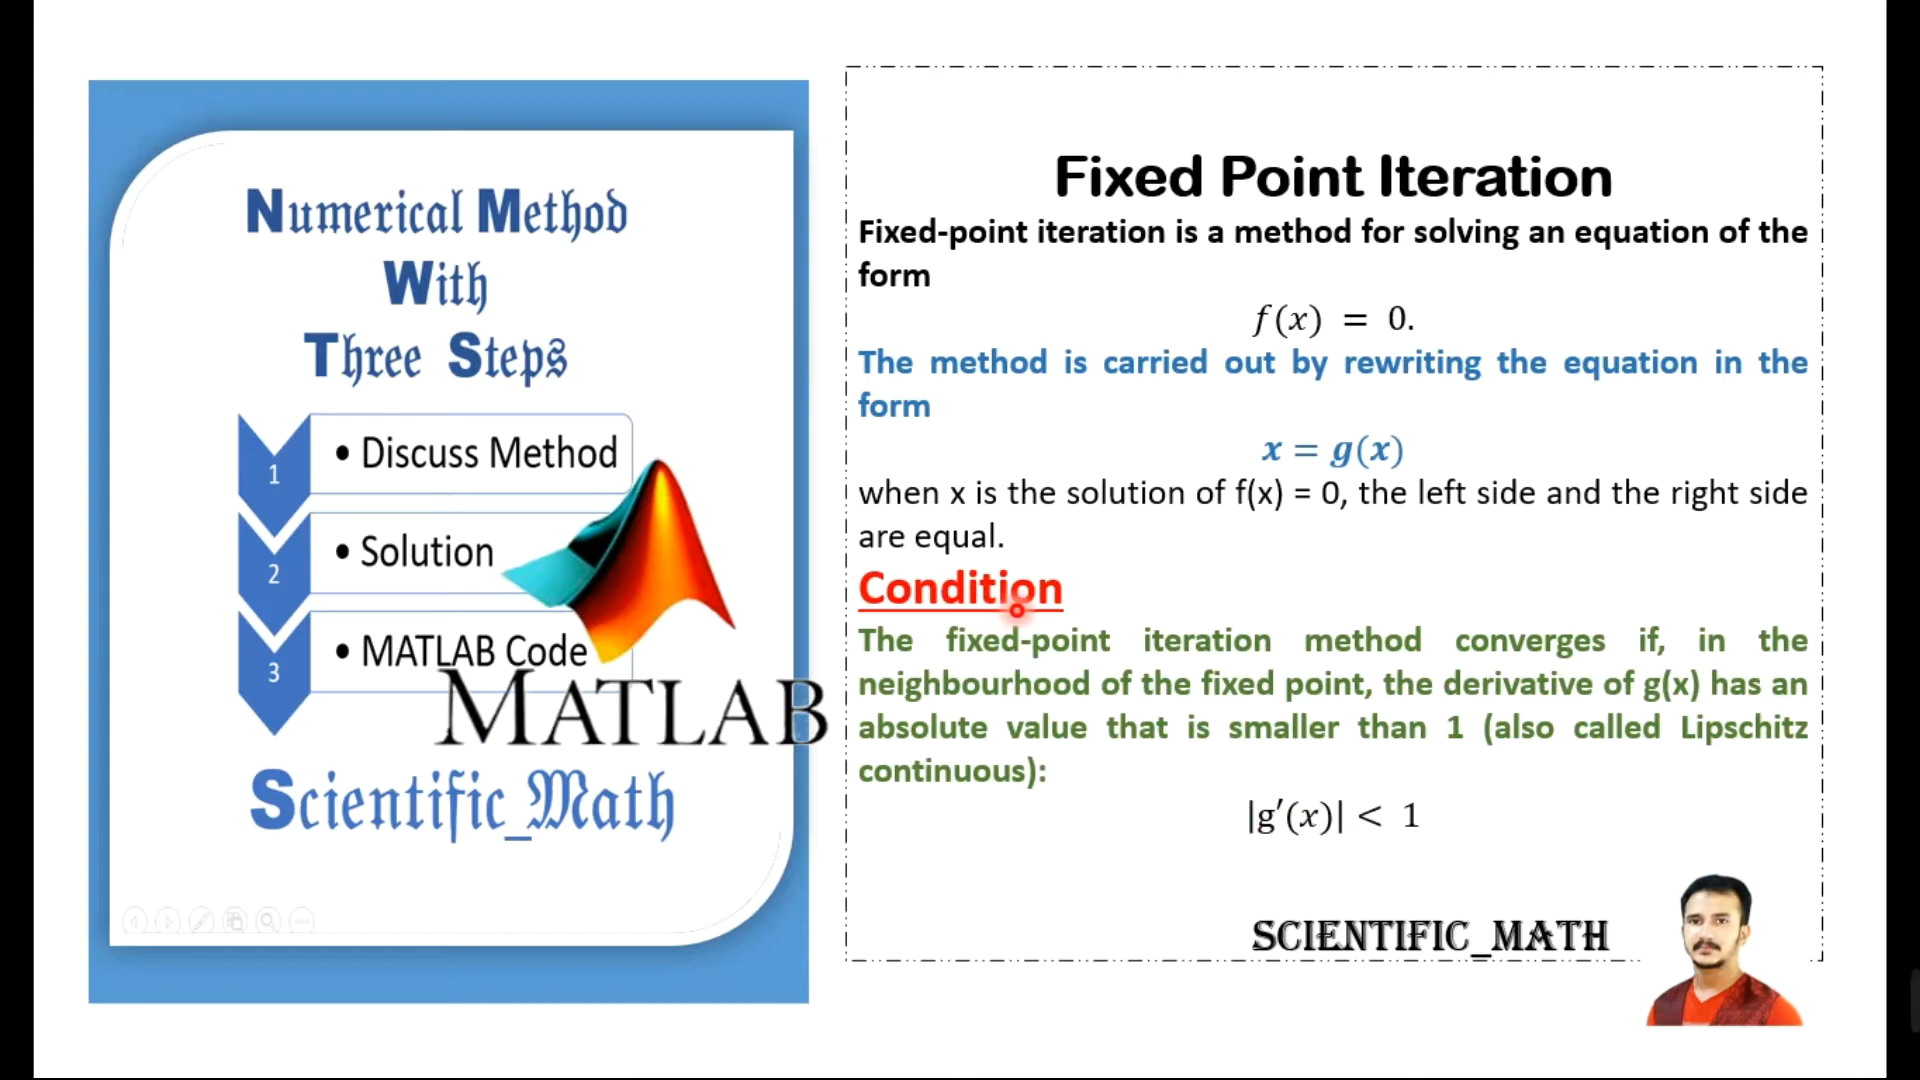 Numerical Method
With
Three Steps
1
• Discuss Method
2
• Solution
3
• MATLAB Code
MATLAB
Scientific_Math
Fixed Point Iteration
Fixed-point iteration is a method for solving an equation of the
form
f(x) = 0.
The method is carried out by rewriting the equation in the
form
x = g(x)
when x is the solution of f(x) = 0, the left side and the right side
are equal.
Condition
The fixed-point iteration method converges if, in the
neighbourhood of the fixed point, the derivative of g(x) has an
absolute value that is smaller than 1 (also called Lipschitz
continuous):
|g′(x)| < 1
SCIENTIFIC_MATH